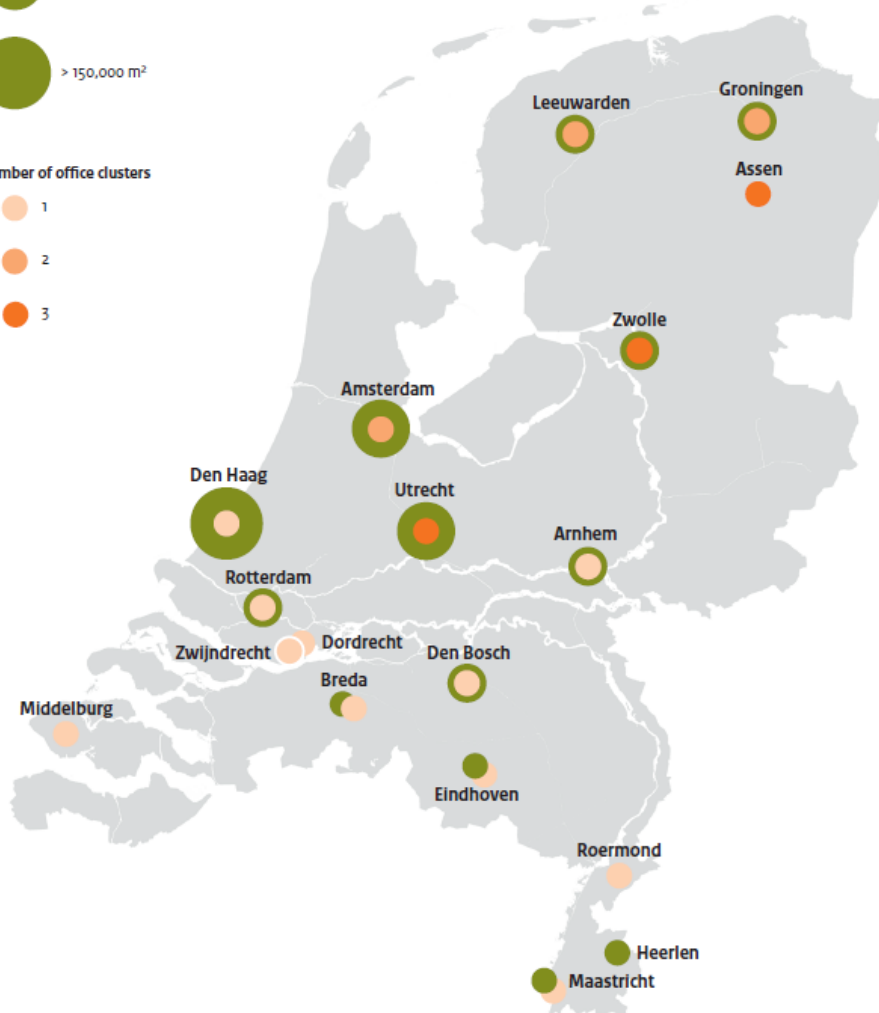 > 150,000 m²
mber of office clusters
1
2
3
Leeuwarden
Groningen
Assen
Zwolle
Amsterdam
Den Haag
Utrecht
Arnhem
Rotterdam
Dordrecht
Zwijndrecht
Den Bosch
Breda
Middelburg
Eindhoven
Roermond
Heerlen
Maastricht